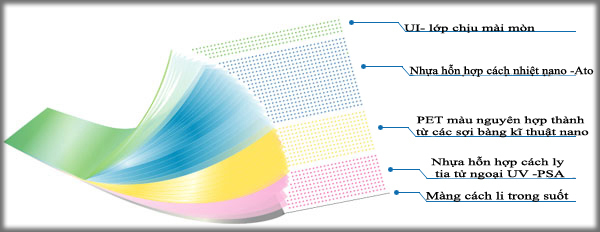 UI- lớp chịu mài mòn
Nhựa hỗn hợp cách nhiệt nano -Ato
PET màu nguyên hợp thành
từ các sợi bằng kĩ thuật nano
Nhựa hỗn hợp cách ly
tia tử ngoại UV -PSA
Màng cách li trong suốt